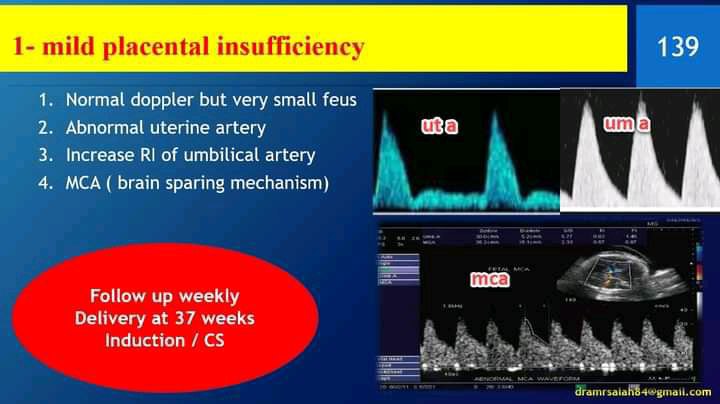 1- mild placental insufficiency
139
1. Normal doppler but very small feus
2. Abnormal uterine artery
3. Increase RI of umbilical artery
4. MCA ( brain sparing mechanism)
ut a
um a
mca
FETAL MCA
ABNORMAL MCA WAVEFORM
Follow up weekly
Delivery at 37 weeks
Induction / CS
dramrsalah84@gmail.com